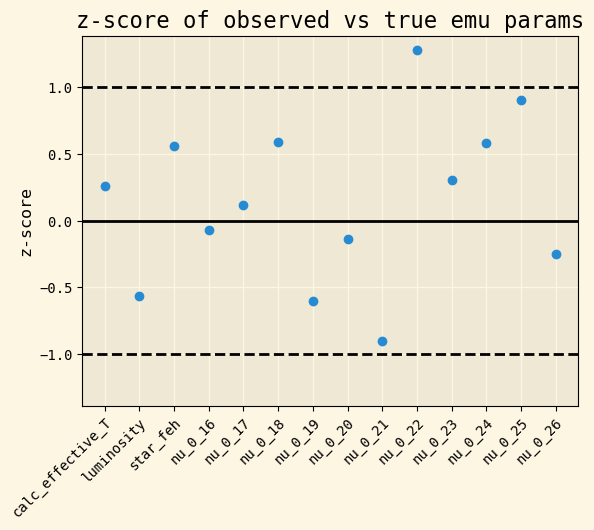 z-score of observed vs true emu params
z-score
1.0
0.5
0.0
−0.5
−1.0
calc_effective_T
luminosity
star_feh
nu_0_16
nu_0_17
nu_0_18
nu_0_19
nu_0_20
nu_0_21
nu_0_22
nu_0_23
nu_0_24
nu_0_25
nu_0_26